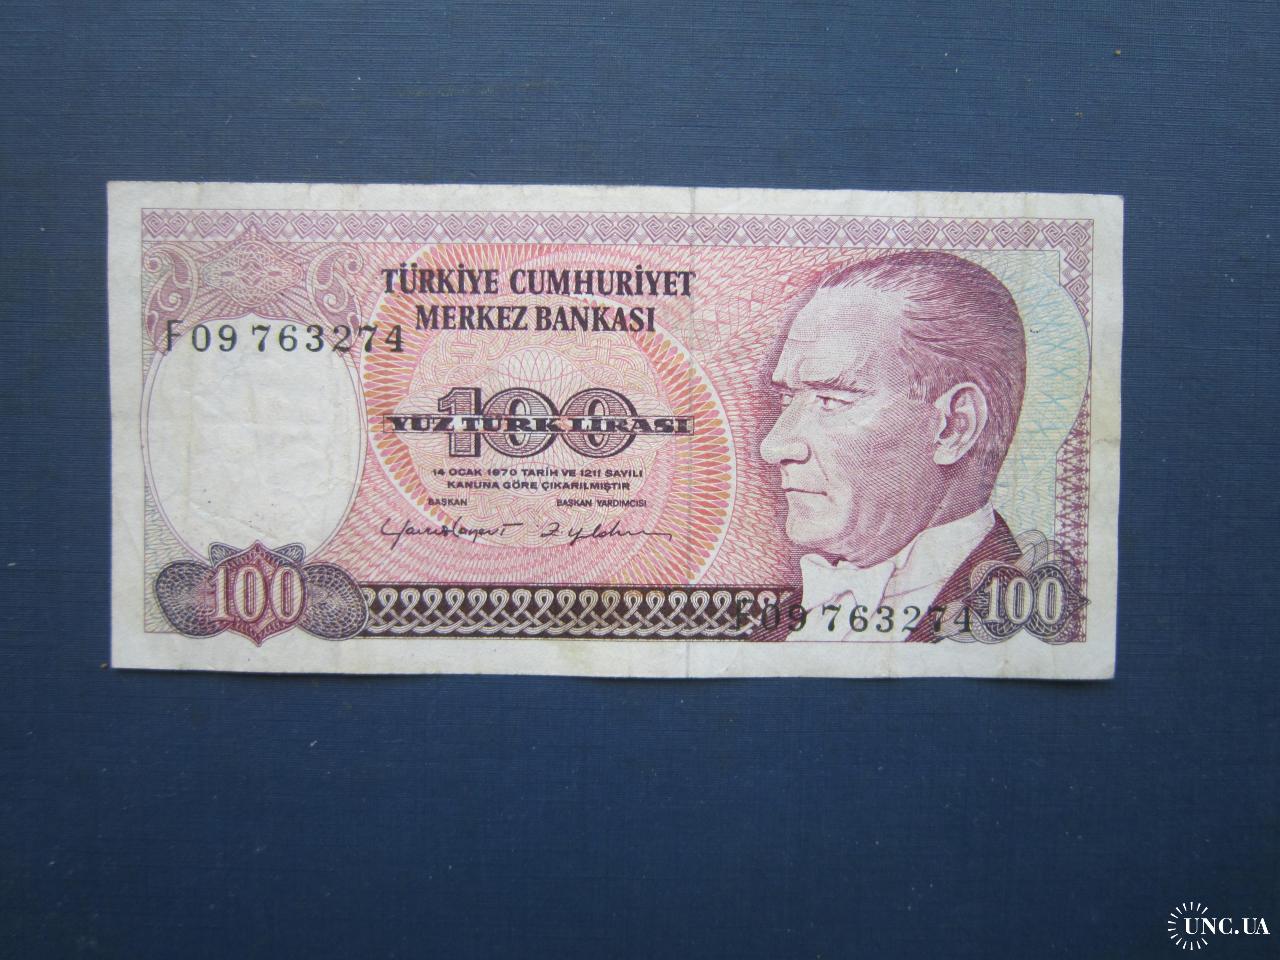 TÜRKİYE CUMHURİYET
MERKEZ BANKASI
F09 763274
100
YÜZ TÜRK LİRASI
14 OCAK 1970 TARİH VE 1211 SAYILI
KANUNA GÖRE ÇIKARILMIŞTIR
BAŞKAN BAŞKAN YARDIMCISI
100
F09 763274
100
UNC.UA